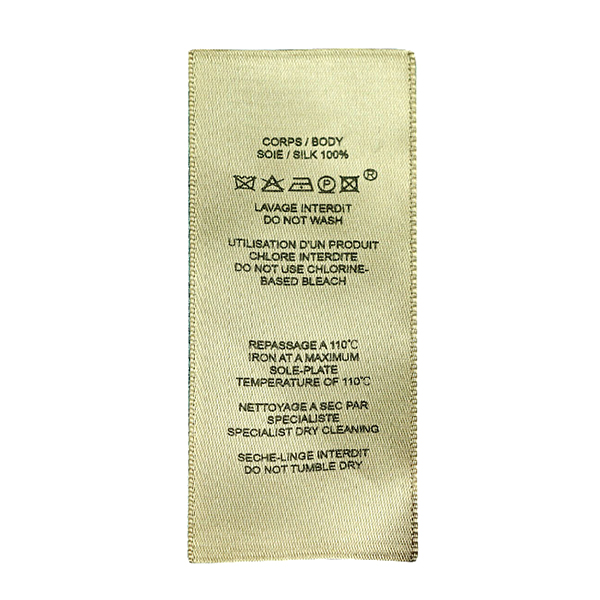 CORPS / BODY
SOIE / SILK 100%
P ®
LAVAGE INTERDIT
DO NOT WASH
UTILISATION D'UN PRODUIT
CHLORE INTERDITE
DO NOT USE CHLORINE-
BASED BLEACH
REPASSAGE A 110℃
IRON AT A MAXIMUM
SOLE-PLATE
TEMPERATURE OF 110℃
NETTOYAGE A SEC PAR
SPECIALISTE
SPECIALIST DRY CLEANING
SECHE-LINGE INTERDIT
DO NOT TUMBLE DRY